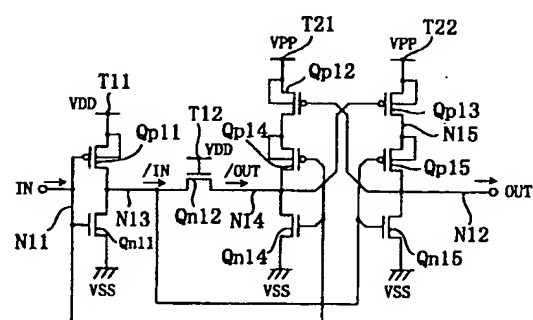 T21 T22
VPP VPP
T11 Qp12
T12 Qp13
VDD Qp14 N15
Qp11 VDD Qp15
/IN /OUT
IN OUT
N13 Qn12 N14 N12
N11 Qn11 Qn14 Qn15
VSS VSS VSS